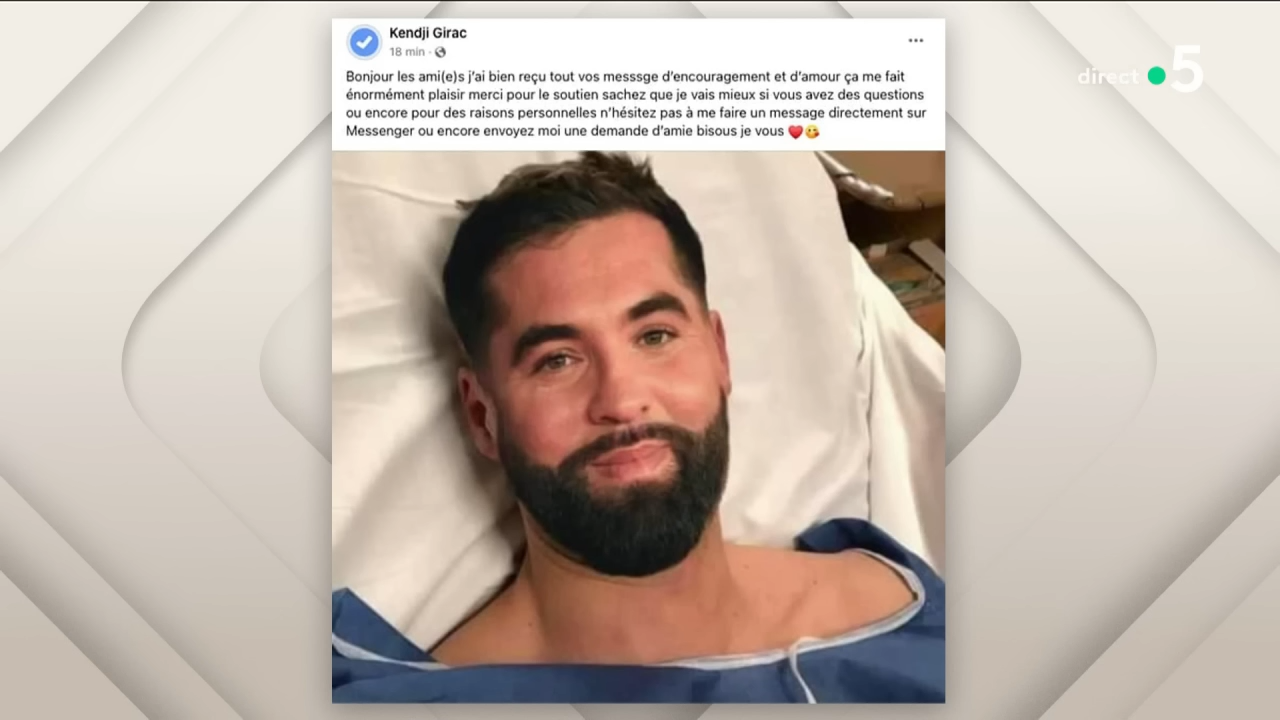 Kendji Girac
18 min
direct 5
Bonjour les ami(e)s j'ai bien reçu tout vos messsge d'encouragement et d'amour ça me fait
énormément plaisir merci pour le soutien sachez que je vais mieux si vous avez des questions
ou encore pour des raisons personnelles n'hésitez pas à me faire un message directement sur
Messenger ou encore envoyez moi une demande d'amie bisous je vous ❤️😋